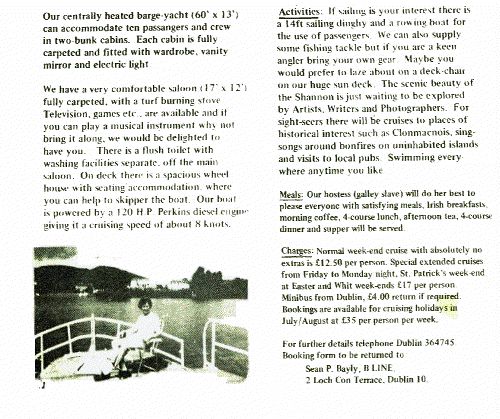 Our centrally heated barge-yacht (60' x 13')
can accommodate ten passengers and crew
in two-bunk cabins. Each cabin is fully
carpeted and fitted with wardrobe, vanity
mirror and electric light
We have a very comfortable saloon (17' x 12')
fully carpeted, with a turf burning stove
Television, games etc., are available and if
you can play a musical instrument why not
bring it along, we would be delighted to
have you. There is a flush toilet with
washing facilities separate, off the main
saloon. On deck there is a spacious wheel
house with seating accommodation, where
you can help to skipper the boat. Our boat
is powered by a 120 H.P. Perkins diesel engine
giving it a cruising speed of about 8 knots.
Activities: If sailing is your interest there is
a 14ft sailing dinghy and a rowing boat for
the use of passengers. We can also supply
some fishing tackle but if you are a keen
angler bring your own gear. Maybe you
would prefer to laze about on a deck-chair
on our huge sun deck. The scenic beauty of
the Shannon is just waiting to be explored
by Artists, Writers and Photographers. For
sight-seers there will be cruises to places of
historical interest such as Clonmacnois, sing-
songs around bonfires on uninhabited islands
and visits to local pubs. Swimming every-
where anytime you like
Meals: Our hostess (galley slave) will do her best to
please everyone with satisfying meals, Irish breakfasts,
morning coffee, 4-course lunch, afternoon tea, 4-course
dinner and supper will be served.
Charges: Normal week-end cruise with absolutely no
extras is £12.50 per person. Special extended cruises
from Friday to Monday night, St. Patrick's week-end
at Easter and Whit week-ends £17 per person.
Minibus from Dublin, £4.00 return if required.
Bookings are available for cruising holidays in
July/August at £35 per person per week.
For further details telephone Dublin 364745
Booking form to be returned to
Sean P. Bayly, B LINE,
2 Loch Con Terrace, Dublin 10.